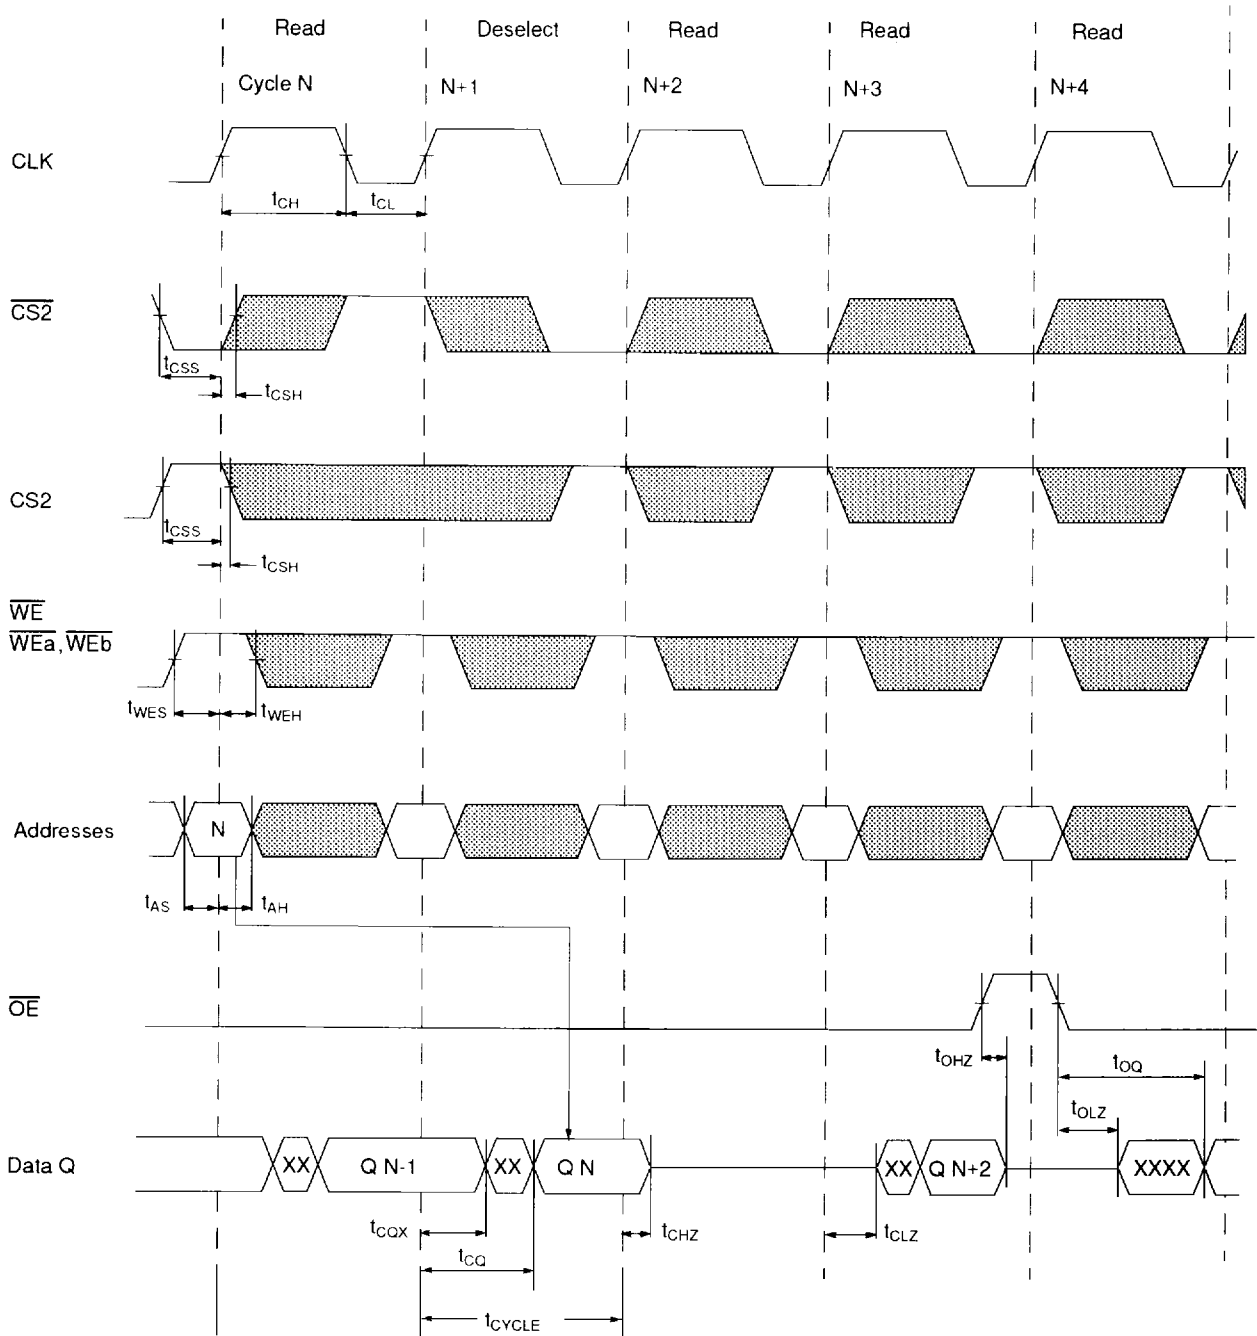 Read Deselect Read Read Read
Cycle N N+1 N+2 N+3 N+4
CLK
tCH tCL
CS2
tCSS
tCSH
CS2
tCSS
tCSH
WE
WEa, WEb
tWES tWEH
Addresses N
tAS tAH
OE
tOHZ tOQ
tOLZ
Data Q XX Q N-1 XX Q N XX Q N+2 XXXX
tCQX tCHZ tCLZ
tCQ
tCYCLE